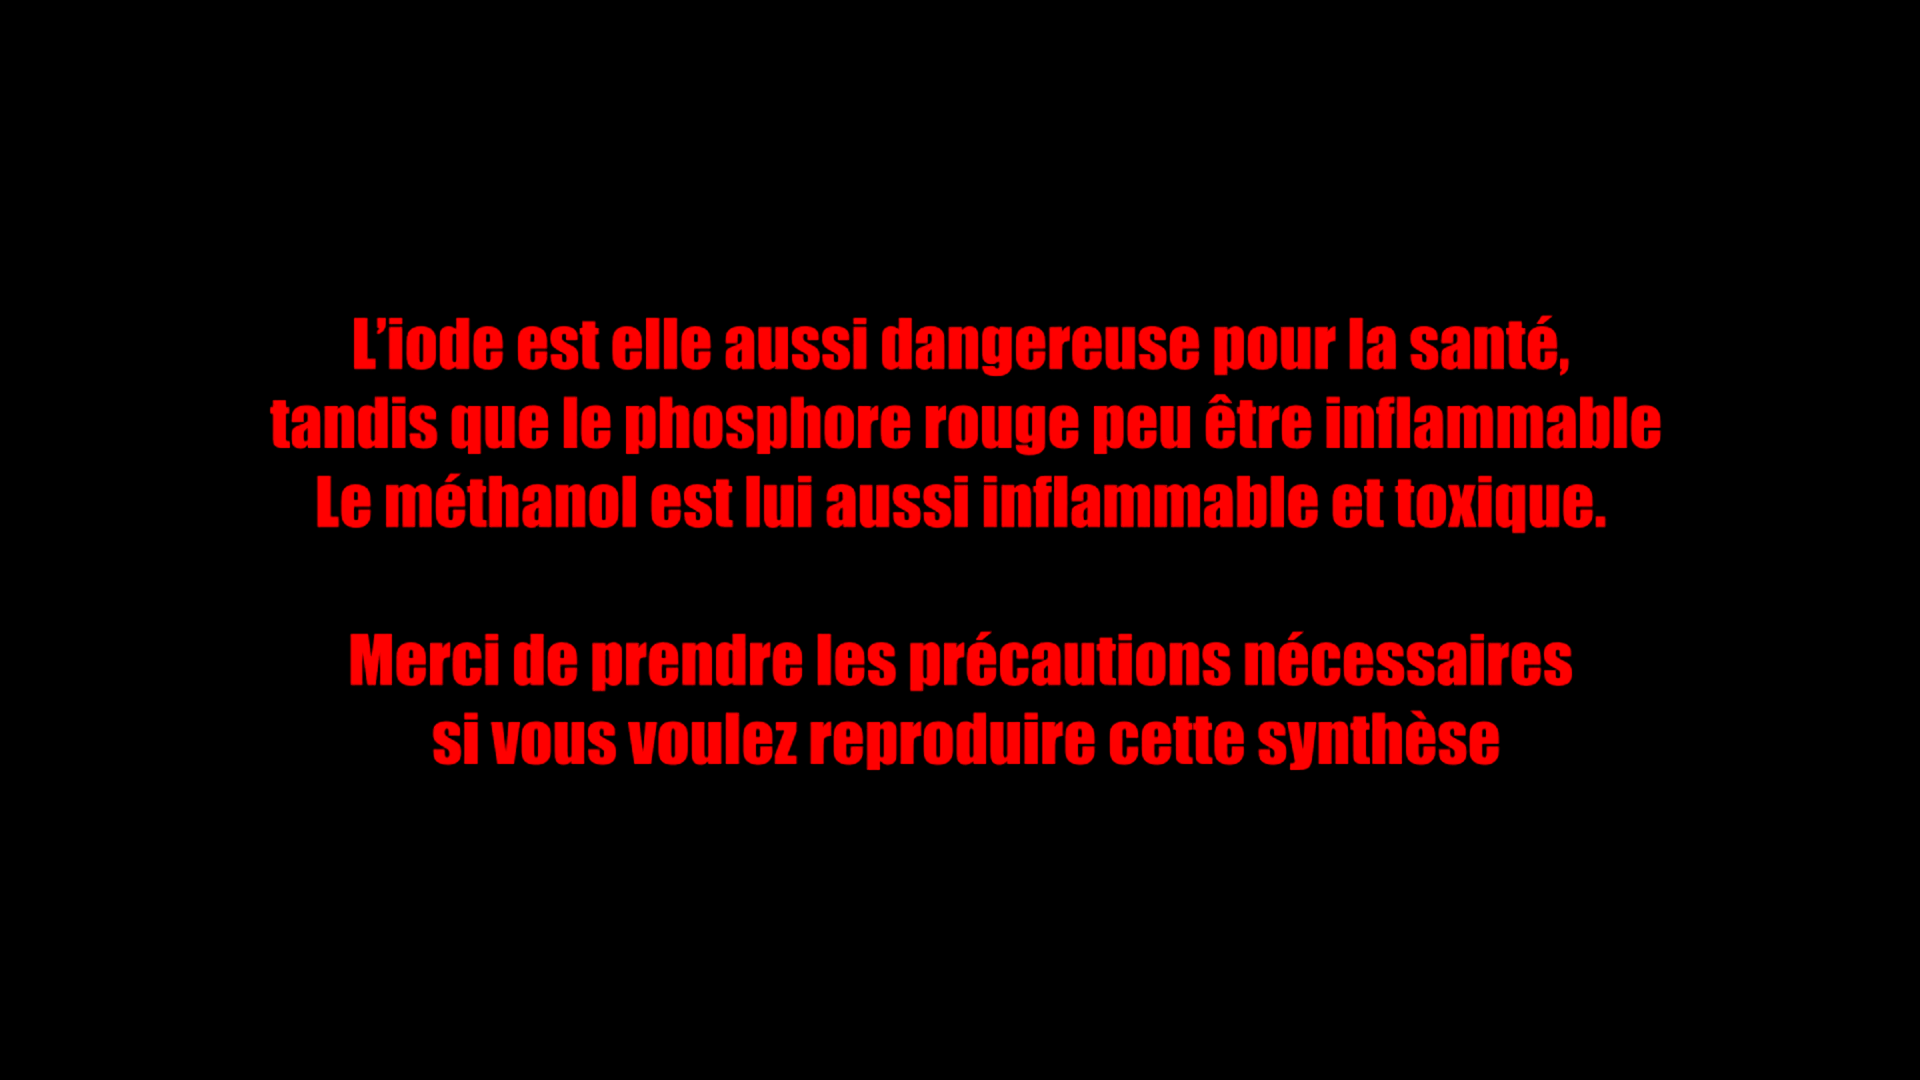 L’iode est elle aussi dangereuse pour la santé,
tandis que le phosphore rouge peu être inflammable
Le méthanol est lui aussi inflammable et toxique.
Merci de prendre les précautions nécessaires
si vous voulez reproduire cette synthèse